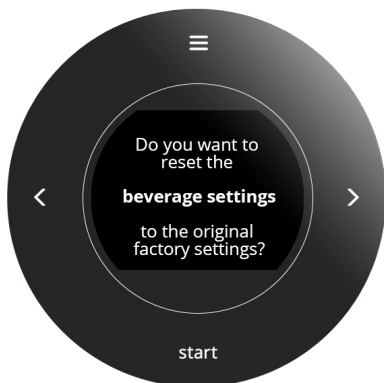 Do you want to
reset the
beverage settings
to the original
factory settings?
start